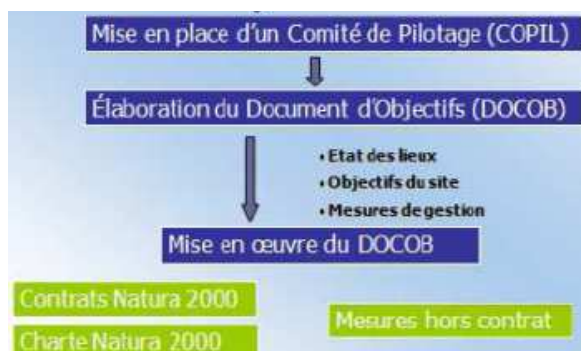 Mise en place d'un Comité de Pilotage (COPIL)
Élaboration du Document d'Objectifs (DOCOB)
• Etat des lieux
• Objectifs du site
• Mesures de gestion
Mise en œuvre du DOCOB
Contrats Natura 2000
Mesures hors contrat
Charte Natura 2000